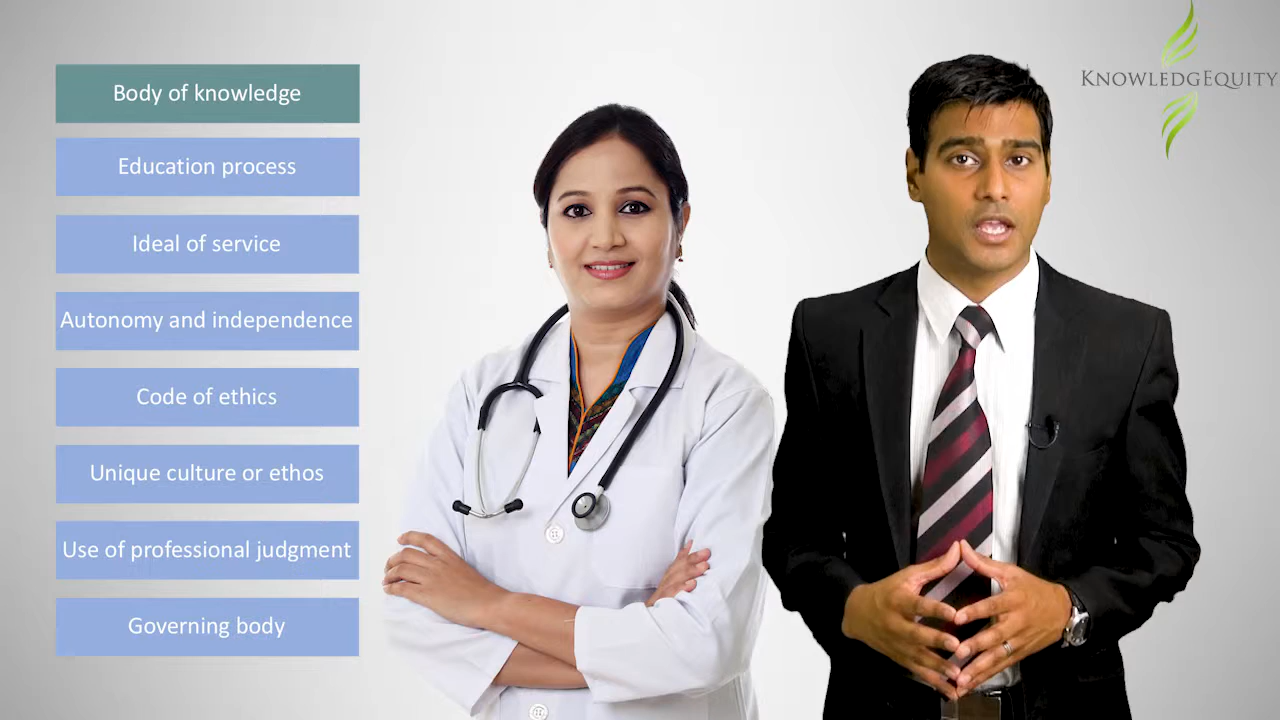 Body of knowledge
Education process
Ideal of service
Autonomy and independence
Code of ethics
Unique culture or ethos
Use of professional judgment
Governing body
KNOWLEDGEQUITY